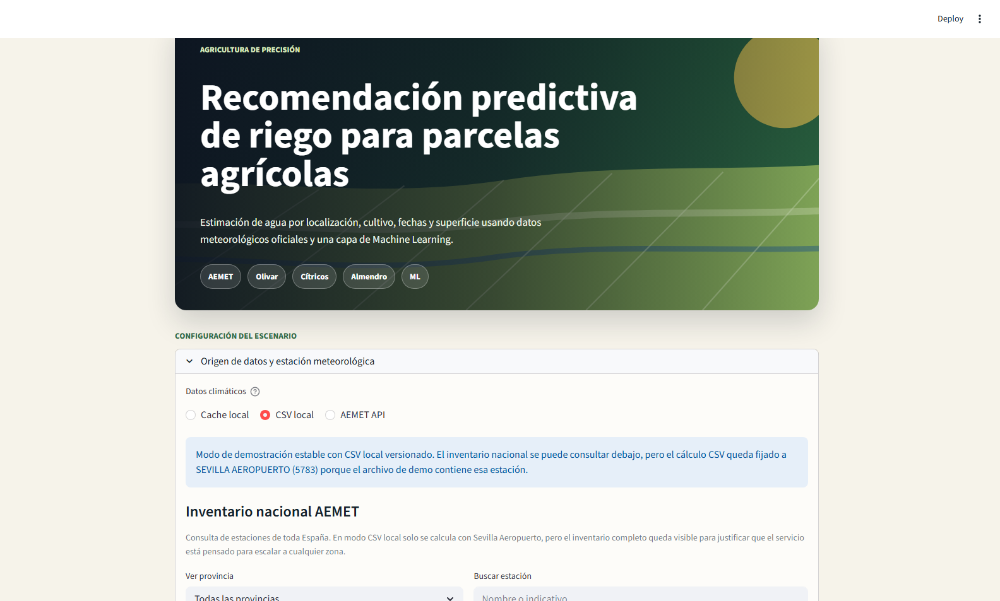 Deploy
AGRICULTURA DE PRECISIÓN
Recomendación predictiva
de riego para parcelas
agrícolas
Estimación de agua por localización, cultivo, fechas y superficie usando datos
meteorológicos oficiales y una capa de Machine Learning.
AEMET Olivar Cítricos Almendro ML
CONFIGURACIÓN DEL ESCENARIO
Origen de datos y estación meteorológica
Datos climáticos
Cache local CSV local AEMET API
Modo de demostración estable con CSV local versionado. El inventario nacional se puede consultar debajo, pero el cálculo CSV queda fijado a
SEVILLA AEROPUERTO (5783) porque el archivo de demo contiene esa estación.
Inventario nacional AEMET
Consulta de estaciones de toda España. En modo CSV local solo se calcula con Sevilla Aeropuerto, pero el inventario completo queda visible para justificar que el servicio
está pensado para escalar a cualquier zona.
Ver provincia Buscar estación
Todas las provincias Nombre o indicativo